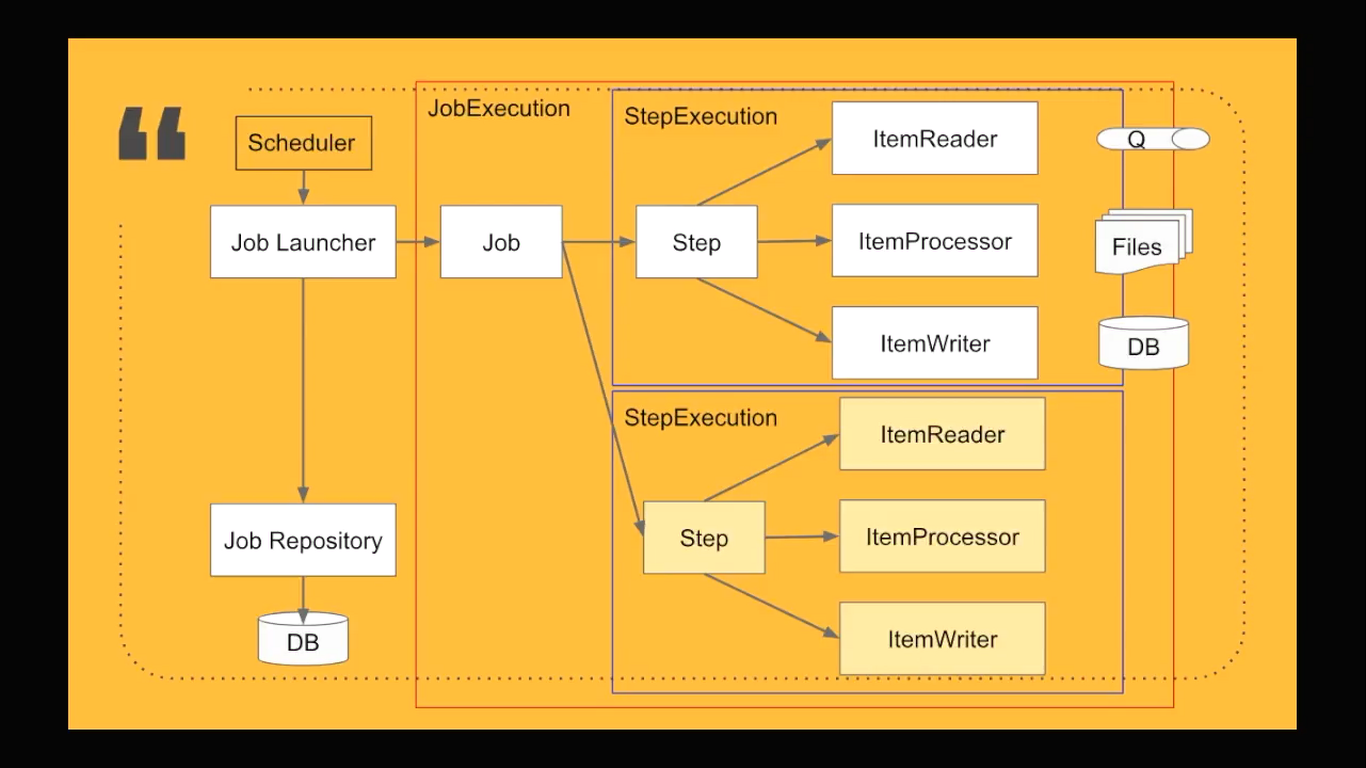 “
JobExecution
StepExecution
Scheduler
ItemReader
Q
Job Launcher
Job
Step
ItemProcessor
Files
ItemWriter
DB
StepExecution
ItemReader
Job Repository
Step
ItemProcessor
DB
ItemWriter